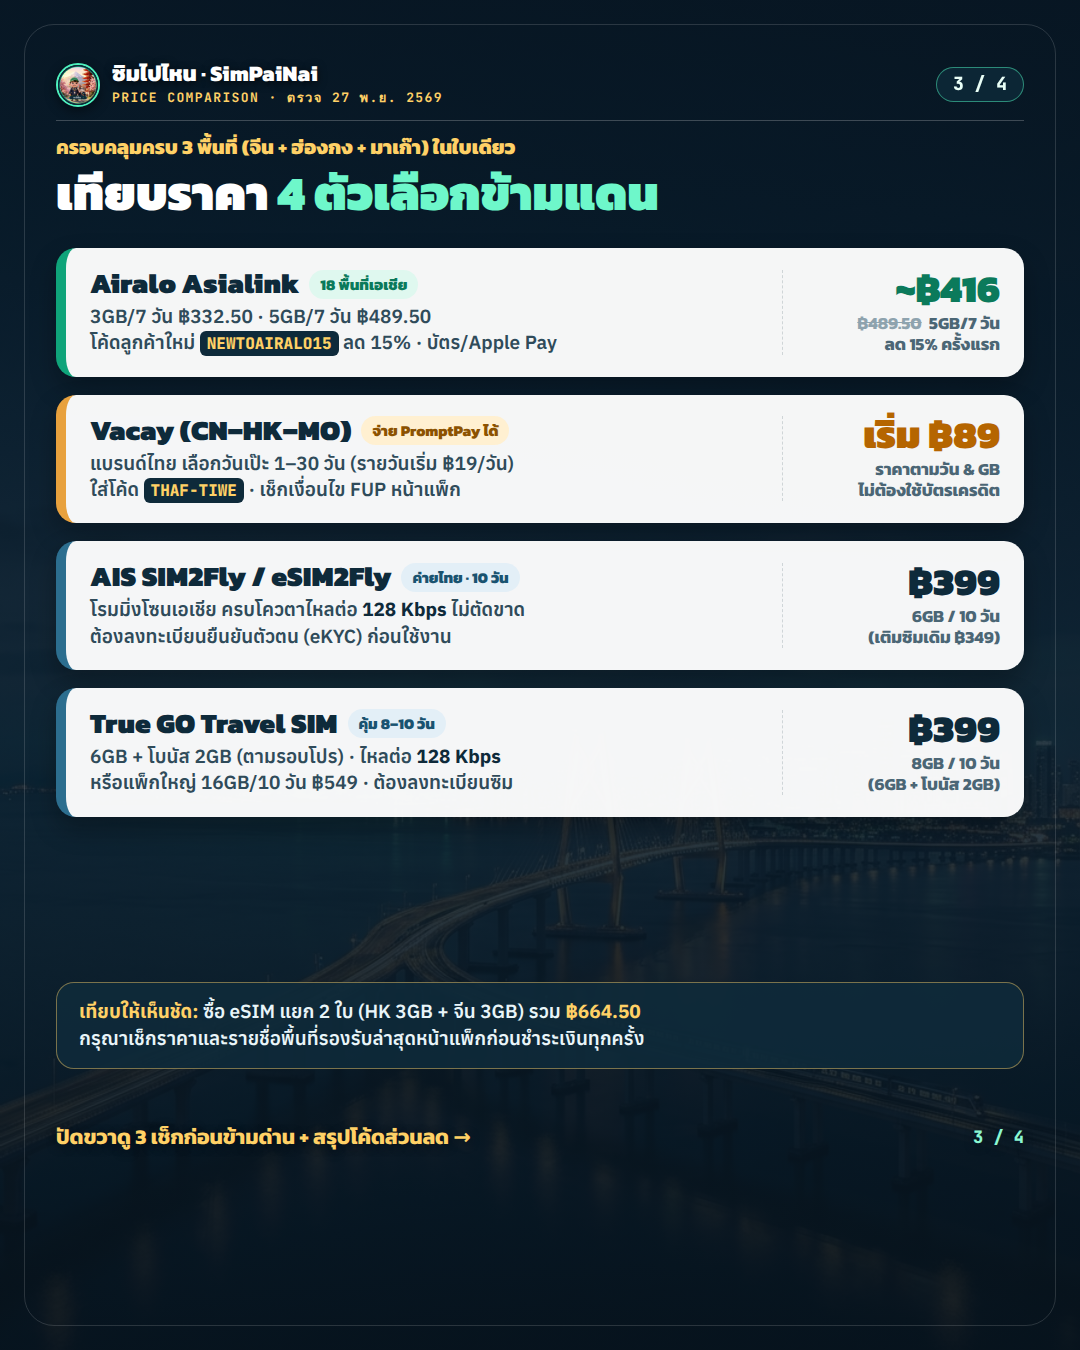 ซิมไปไหน · SimPaiNai
PRICE COMPARISON · ตรวจ 27 พ.ย. 2569
3 / 4
ครอบคลุมครบ 3 พื้นที่ (จีน + ฮ่องกง + มาเก๊า) ในใบเดียว
เทียบราคา 4 ตัวเลือกข้ามแดน
Airalo Asialink 18 พื้นที่เอเชีย
3GB/7 วัน ฿332.50 · 5GB/7 วัน ฿489.50
โค้ดลูกค้าใหม่ NEWTOAIRALO15 ลด 15% · บัตร/Apple Pay
~฿416
฿489.50 5GB/7 วัน
ลด 15% ครั้งแรก
Vacay (CN–HK–MO) จ่าย PromptPay ได้
แบรนด์ไทย เลือกวันเป๊ะ 1–30 วัน (รายวันเริ่ม ฿19/วัน)
ใส่โค้ด THAF-TIWE · เช็กเงื่อนไข FUP หน้าแพ็ก
เริ่ม ฿89
ราคาตามวัน & GB
ไม่ต้องใช้บัตรเครดิต
AIS SIM2Fly / eSIM2Fly ค่ายไทย · 10 วัน
โรมมิ่งโซนเอเชีย ครบโควตาไหลต่อ 128 Kbps ไม่ตัดขาด
ต้องลงทะเบียนยืนยันตัวตน (eKYC) ก่อนใช้งาน
฿399
6GB / 10 วัน
(เติมซิมเดิม ฿349)
True GO Travel SIM คุ้ม 8–10 วัน
6GB + โบนัส 2GB (ตามรอบโปร) · ไหลต่อ 128 Kbps
หรือแพ็กใหญ่ 16GB/10 วัน ฿549 · ต้องลงทะเบียนซิม
฿399
8GB / 10 วัน
(6GB + โบนัส 2GB)
เทียบให้เห็นชัด: ซื้อ eSIM แยก 2 ใบ (HK 3GB + จีน 3GB) รวม ฿664.50
กรุณาเช็กราคาและรายชื่อพื้นที่รองรับล่าสุดหน้าแพ็กก่อนชำระเงินทุกครั้ง
ปัดขวาดู 3 เช็กก่อนข้ามด่าน + สรุปโค้ดส่วนลด →
3 / 4